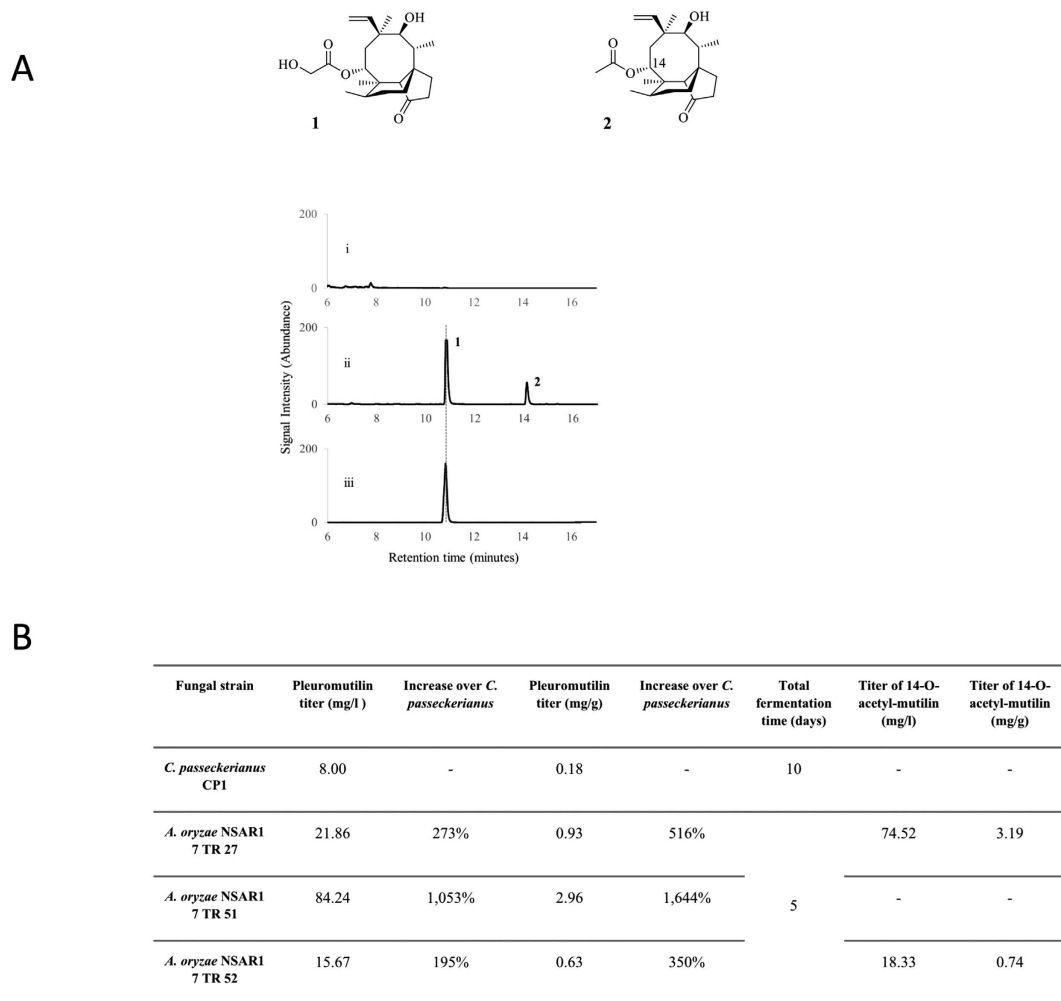 A
OH
HO
O
O
O
1
OH
O
O
14
O
2
200
i
0
6 8 10 12 14 16
200
ii
1
2
0
6 8 10 12 14 16
200
iii
0
6 8 10 12 14 16
Signal Intensity (Abundance)
Retention time (minutes)
B
Fungal strain Pleuromutilin titer (mg/l ) Increase over C. passeckerianus Pleuromutilin titer (mg/g) Increase over C. passeckerianus Total fermentation time (days) Titer of 14-O-acetyl-mutilin (mg/l) Titer of 14-O-acetyl-mutilin (mg/g)
C. passeckerianus CP1 8.00 - 0.18 - 10 - -
A. oryzae NSAR1 7 TR 27 21.86 273% 0.93 516% 74.52 3.19
A. oryzae NSAR1 7 TR 51 84.24 1,053% 2.96 1,644% 5 - -
A. oryzae NSAR1 7 TR 52 15.67 195% 0.63 350% 18.33 0.74